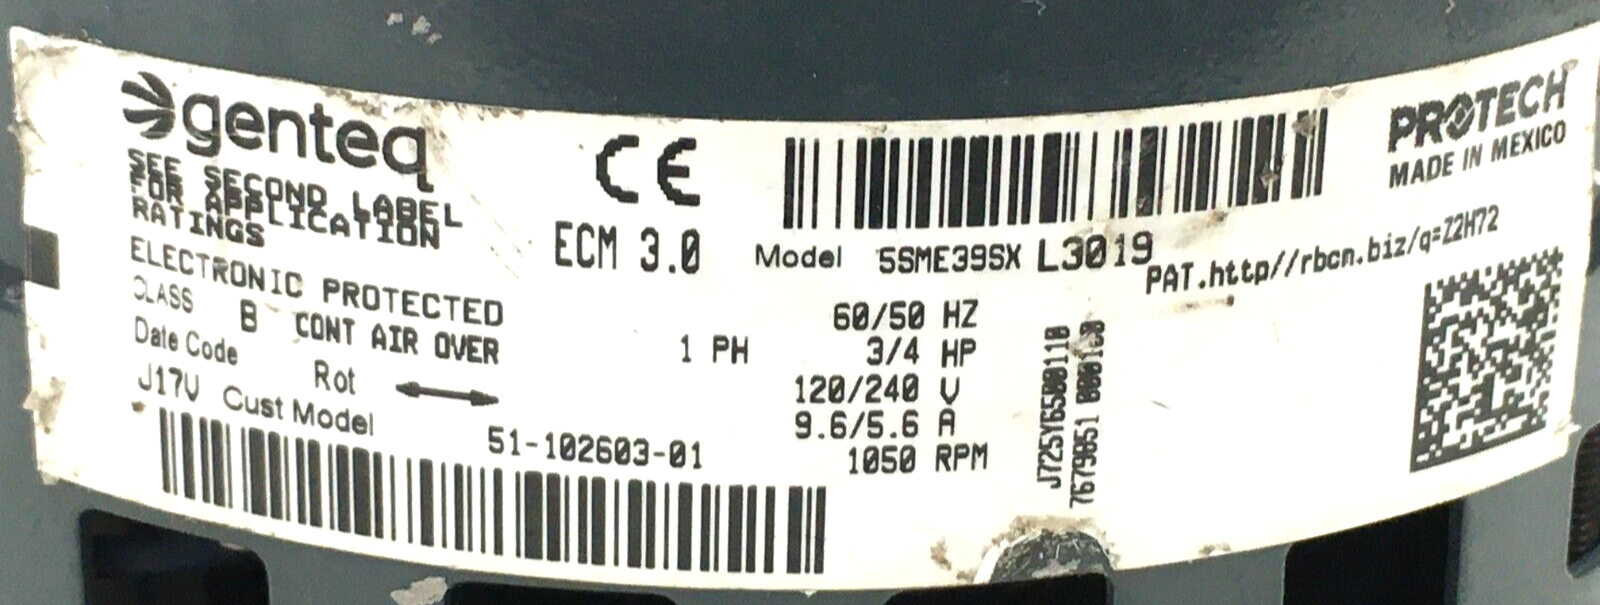 genteq
SEE SECOND LABEL
FOR APPLICATION
RATINGS
ELECTRONIC PROTECTED
CLASS B CONT AIR OVER
Date Code Rot
J17V Cust Model
51-102603-01
CE
ECM 3.0
Model 5SME39SX L3019
1 PH
60/50 HZ
3/4 HP
120/240 V
9.6/5.6 A
1050 RPM
PROTECH
MADE IN MEXICO
PAT.http//rbcn.biz/q=Z2H72
J725Y6500110